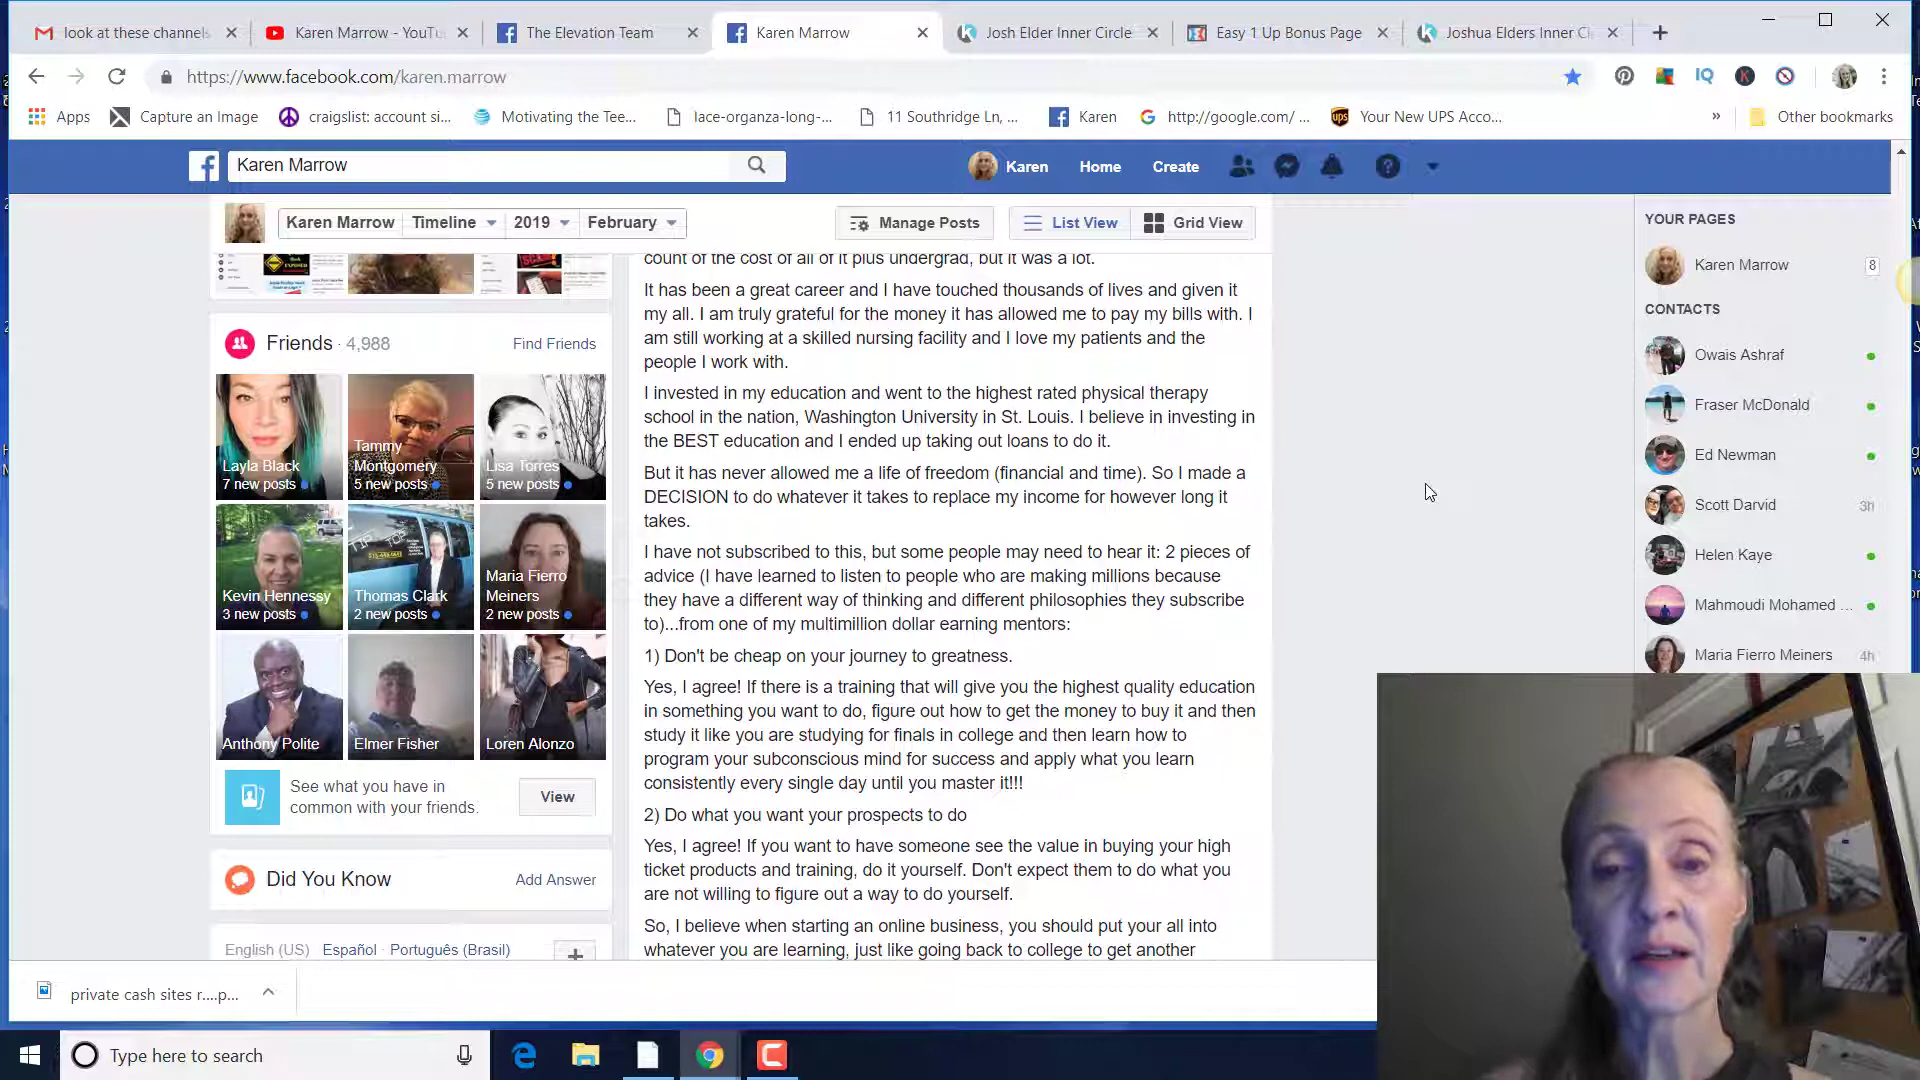 look at these channels
Karen Marrow - YouTu
The Elevation Team
Karen Marrow
Josh Elder Inner Circle
Easy 1 Up Bonus Page
Joshua Elders Inner Ci
https://www.facebook.com/karen.marrow
Apps
Capture an Image
craigslist: account si...
Motivating the Tee...
lace-organza-long-...
11 Southridge Ln, ...
Karen
http://google.com/ ...
Your New UPS Acco...
»
Other bookmarks
Karen Marrow
Karen
Home
Create
Karen Marrow
Timeline
2019
February
Manage Posts
List View
Grid View
count of the cost of all of it plus undergrad, but it was a lot.
It has been a great career and I have touched thousands of lives and given it
my all. I am truly grateful for the money it has allowed me to pay my bills with. I
am still working at a skilled nursing facility and I love my patients and the
people I work with.
I invested in my education and went to the highest rated physical therapy
school in the nation, Washington University in St. Louis. I believe in investing in
the BEST education and I ended up taking out loans to do it.
But it has never allowed me a life of freedom (financial and time). So I made a
DECISION to do whatever it takes to replace my income for however long it
takes.
I have not subscribed to this, but some people may need to hear it: 2 pieces of
advice (I have learned to listen to people who are making millions because
they have a different way of thinking and different philosophies they subscribe
to)...from one of my multimillion dollar earning mentors:
1) Don't be cheap on your journey to greatness.
Yes, I agree! If there is a training that will give you the highest quality education
in something you want to do, figure out how to get the money to buy it and then
study it like you are studying for finals in college and then learn how to
program your subconscious mind for success and apply what you learn
consistently every single day until you master it!!!
2) Do what you want your prospects to do
Yes, I agree! If you want to have someone see the value in buying your high
ticket products and training, do it yourself. Don't expect them to do what you
are not willing to figure out a way to do yourself.
So, I believe when starting an online business, you should put your all into
whatever you are learning, just like going back to college to get another
Friends · 4,988
Find Friends
Layla Black
7 new posts
Tammy
Montgomery
5 new posts
Lisa Torres
5 new posts
Kevin Hennessy
3 new posts
Thomas Clark
2 new posts
Maria Fierro
Meiners
2 new posts
Anthony Polite
Elmer Fisher
Loren Alonzo
See what you have in
common with your friends.
View
Did You Know
Add Answer
English (US) · Español · Português (Brasil)
YOUR PAGES
Karen Marrow
8
CONTACTS
Owais Ashraf
Fraser McDonald
Ed Newman
Scott Darvid
3h
Helen Kaye
Mahmoudi Mohamed ...
Maria Fierro Meiners
4h
private cash sites r....p...
Type here to search